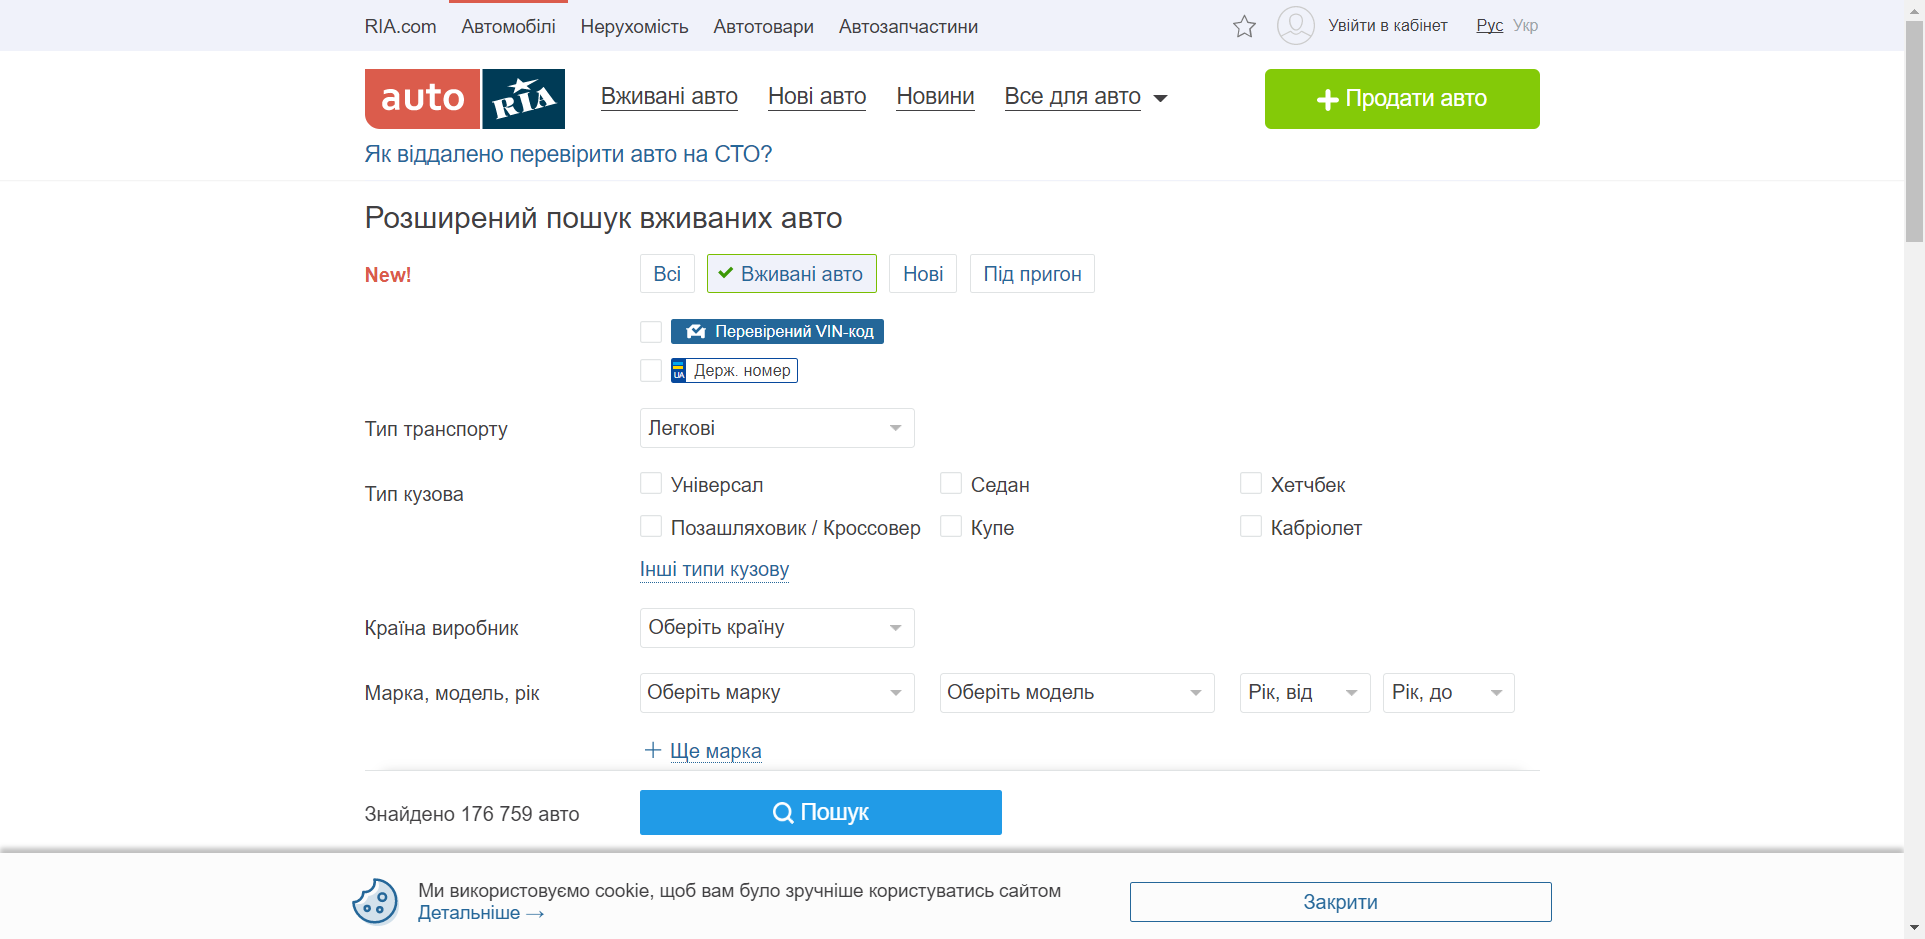 RIA.com Автомобілі Нерухомість Автотовари Автозапчастини Увійти в кабінет Рус Укр
auto RIA Вживані авто Нові авто Новини Все для авто Продати авто
Як віддалено перевірити авто на СТО?
Розширений пошук вживаних авто
New! Всі Вживані авто Нові Під пригон
Перевірений VIN-код
UA Держ. номер
Тип транспорту Легкові
Тип кузова Універсал Седан Хетчбек
Позашляховик / Кроссовер Купе Кабріолет
Інші типи кузову
Країна виробник Оберіть країну
Марка, модель, рік Оберіть марку Оберіть модель Рік, від Рік, до
Ще марка
Знайдено 176 759 авто Пошук
Ми використовуємо cookie, щоб вам було зручніше користуватись сайтом
Детальніше → Закрити